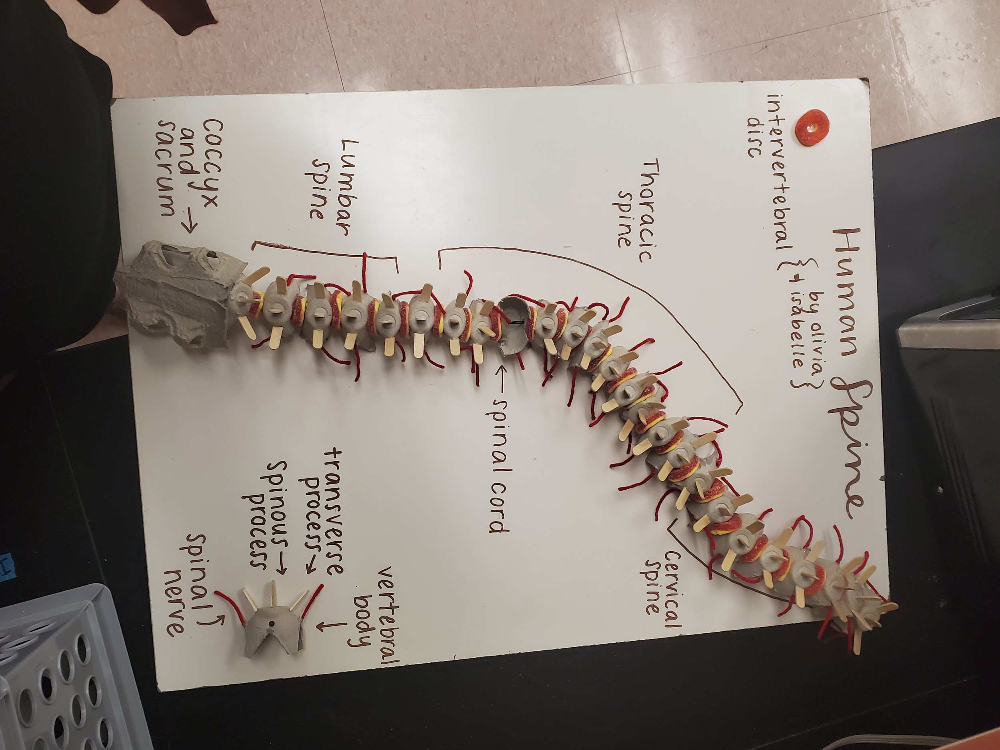 Human Spine
{by olivia}
{& isabelle}
intervertebral
disc
Thoracic
spine
Cervical
spine
← spinal cord
Lumbar
Spine
vertebral
body
transverse
process
Spinous
process
coccyx
and →
sacrum
spinal
nerve